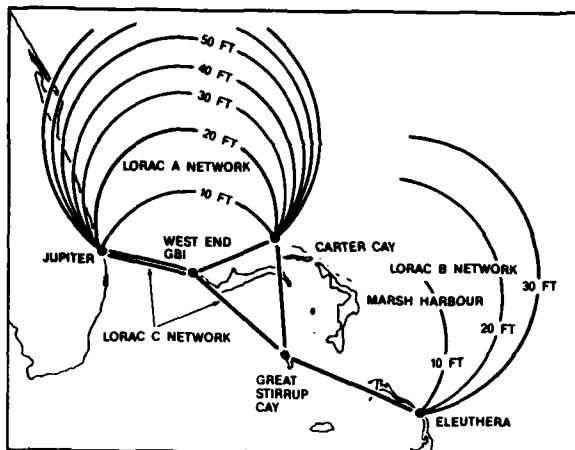 50 FT
40 FT
30 FT
20 FT
LORAC A NETWORK
10 FT
WEST END
GBI
JUPITER
CARTER CAY
LORAC B NETWORK
MARSH HARBOUR
30 FT
20 FT
10 FT
LORAC C NETWORK
GREAT
STIRRUP
CAY
ELEUTHERA